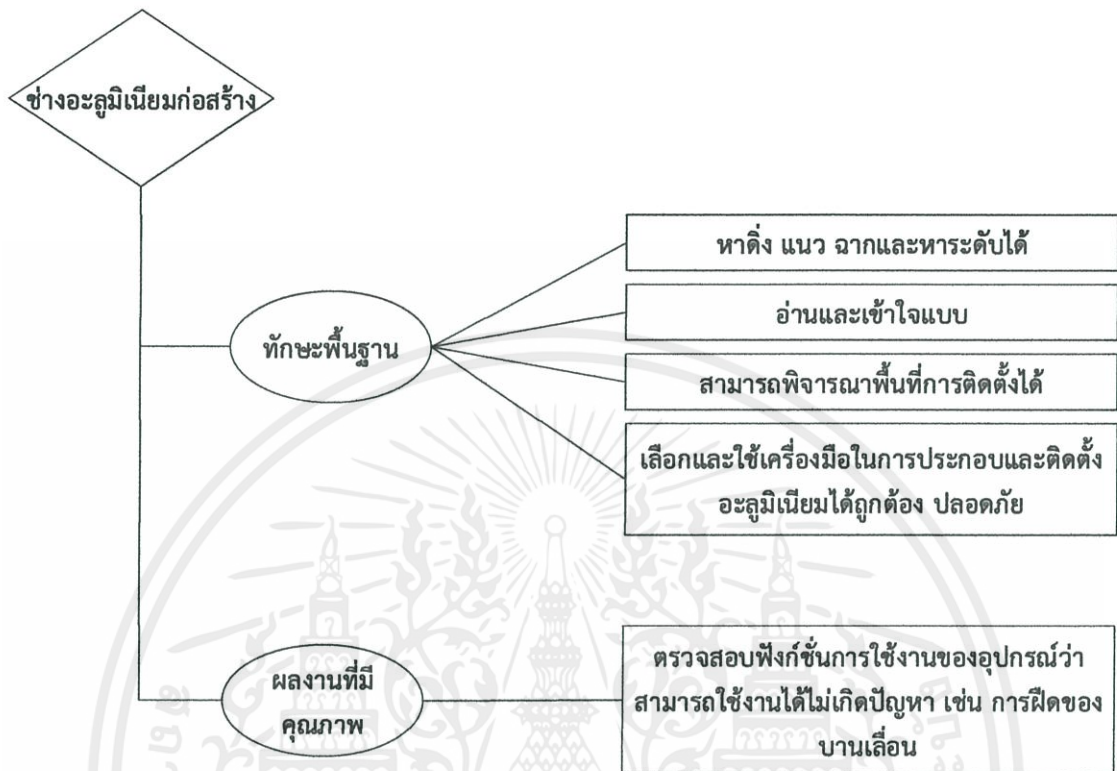 ช่างอะลูมิเนียมก่อสร้าง
หาดิ่ง แนว ฉากและหาระดับได้
ทักษะพื้นฐาน
อ่านและเข้าใจแบบ
สามารถพิจารณาพื้นที่การติดตั้งได้
เลือกและใช้เครื่องมือในการประกอบและติดตั้ง
อะลูมิเนียมได้ถูกต้อง ปลอดภัย
ผลงานที่มี
คุณภาพ
ตรวจสอบฟังก์ชั่นการใช้งานของอุปกรณ์ว่า
สามารถใช้งานได้ไม่เกิดปัญหา เช่น การฝืดของ
บานเลื่อน